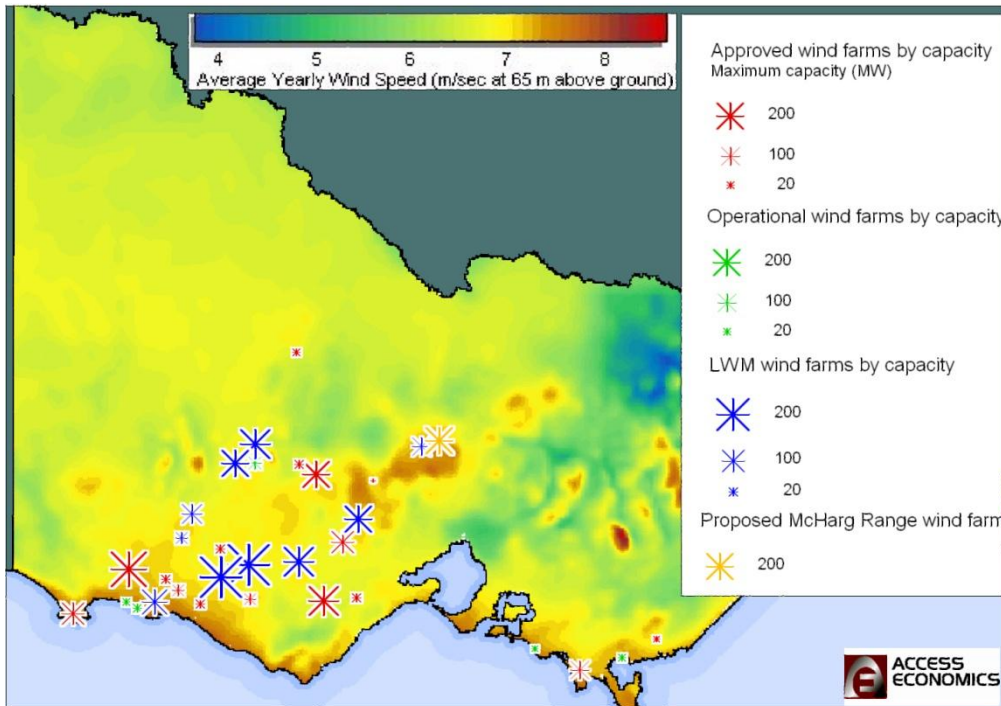 4 5 6 7 8
Average Yearly Wind Speed (m/sec at 65 m above ground)
Approved wind farms by capacity
Maximum capacity (MW)
200
100
20
Operational wind farms by capacity
200
100
20
LWM wind farms by capacity
200
100
20
Proposed McHarg Range wind farm
200
ACCESS
ECONOMICS